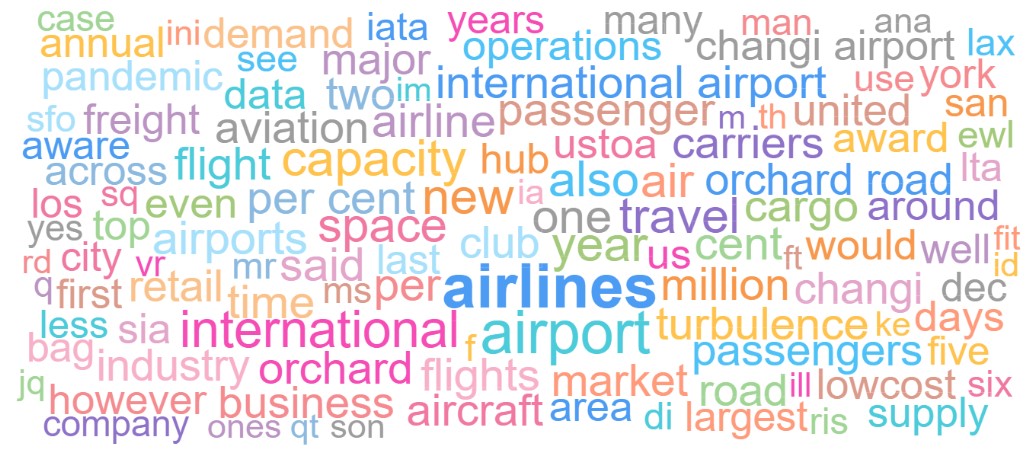 case annual ini demand iata years many man ana
see major operations changi airport lax
pandemic data two im international airport use york
sfo freight aviation airline passenger m th united san
aware across flight capacity hub ustoa carriers award ewl
los sq even per cent new ia also air orchard road lta
yes top airports space club one travel cargo around
rd city vr mr said last year us cent ft would well fit
q first retail time ms per airlines million changi dec id
less sia international f airport turbulence ke days
bag industry orchard flights market passengers five
jq however business aircraft area road ill lowcost six
company ones qt son di largest ris supply